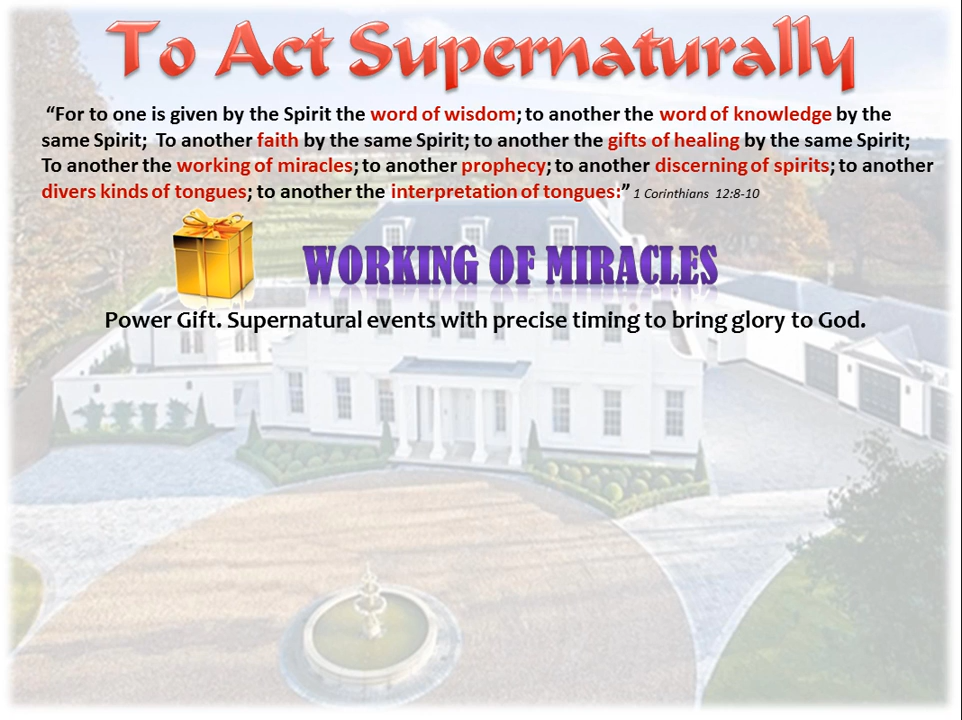 To Act Supernaturally
“For to one is given by the Spirit the word of wisdom; to another the word of knowledge by the
same Spirit;  To another faith by the same Spirit; to another the gifts of healing by the same Spirit;
To another the working of miracles; to another prophecy; to another discerning of spirits; to another
divers kinds of tongues; to another the interpretation of tongues:” 1 Corinthians  12:8-10
WORKING OF MIRACLES
Power Gift. Supernatural events with precise timing to bring glory to God.